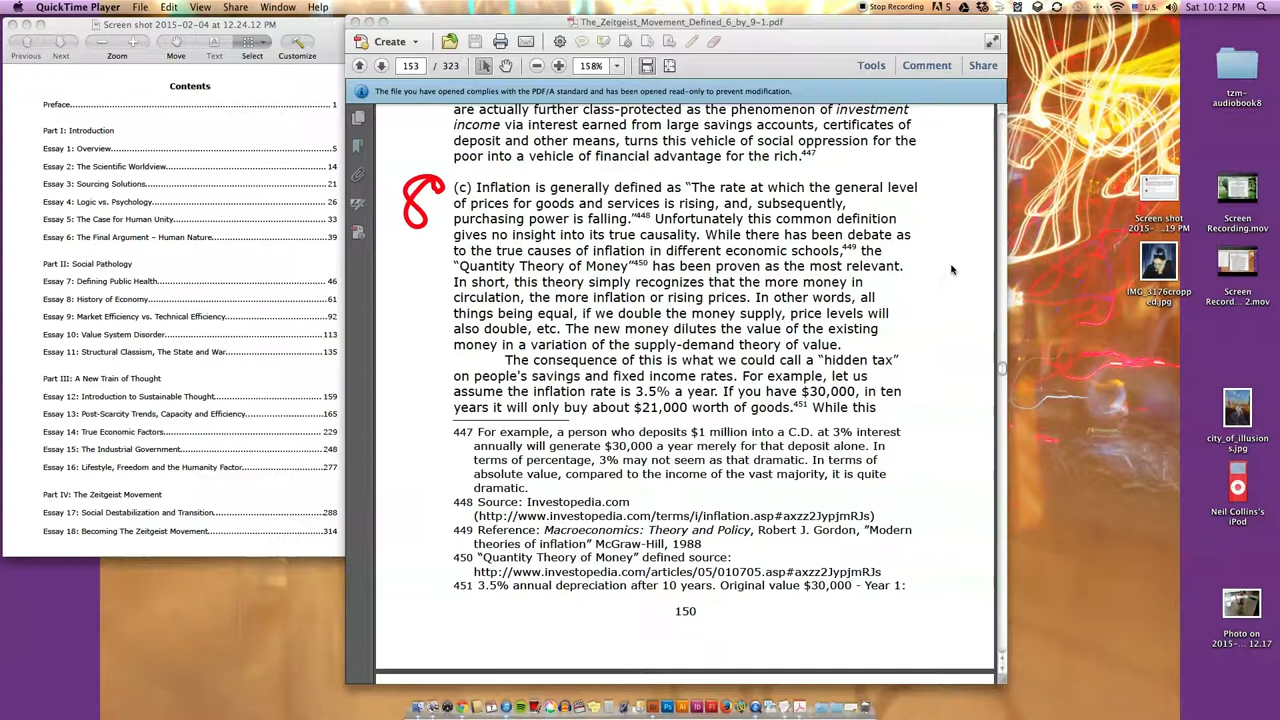 QuickTime Player File Edit View Share Window Help
Stop Recording
5
U.S.
Sat 10:12 PM
Screen shot 2015-02-04 at 12.24.12 PM
Previous Next Zoom Move Text Select Customize
Contents
Preface 1
Part I: Introduction
Essay 1: Overview 5
Essay 2: The Scientific Worldview 14
Essay 3: Sourcing Solutions 21
Essay 4: Logic vs. Psychology 26
Essay 5: The Case for Human Unity 33
Essay 6: The Final Argument – Human Nature 39
Part II: Social Pathology
Essay 7: Defining Public Health 46
Essay 8: History of Economy 61
Essay 9: Market Efficiency vs. Technical Efficiency 92
Essay 10: Value System Disorder 113
Essay 11: Structural Classism, The State and War 135
Part III: A New Train of Thought
Essay 12: Introduction to Sustainable Thought 159
Essay 13: Post-Scarcity Trends, Capacity and Efficiency 165
Essay 14: True Economic Factors 229
Essay 15: The Industrial Government 248
Essay 16: Lifestyle, Freedom and the Humanity Factor 277
Part IV: The Zeitgeist Movement
Essay 17: Social Destabilization and Transition 288
Essay 18: Becoming The Zeitgeist Movement 314
The_Zeitgeist_Movement_Defined_6_by_9-1.pdf
Create
153 / 323
158%
Tools Comment Share
The file you have opened complies with the PDF/A standard and has been opened read-only to prevent modification.
are actually further class-protected as the phenomenon of investment
income via interest earned from large savings accounts, certificates of
deposit and other means, turns this vehicle of social oppression for the
poor into a vehicle of financial advantage for the rich.447
8
(c) Inflation is generally defined as “The rate at which the general level
of prices for goods and services is rising, and, subsequently,
purchasing power is falling.”448 Unfortunately this common definition
gives no insight into its true causality. While there has been debate as
to the true causes of inflation in different economic schools,449 the
“Quantity Theory of Money”450 has been proven as the most relevant.
In short, this theory simply recognizes that the more money in
circulation, the more inflation or rising prices. In other words, all
things being equal, if we double the money supply, price levels will
also double, etc. The new money dilutes the value of the existing
money in a variation of the supply-demand theory of value.
The consequence of this is what we could call a “hidden tax”
on people's savings and fixed income rates. For example, let us
assume the inflation rate is 3.5% a year. If you have $30,000, in ten
years it will only buy about $21,000 worth of goods.451 While this
447 For example, a person who deposits $1 million into a C.D. at 3% interest
annually will generate $30,000 a year merely for that deposit alone. In
terms of percentage, 3% may not seem as that dramatic. In terms of
absolute value, compared to the income of the vast majority, it is quite
dramatic.
448 Source: Investopedia.com
(http://www.investopedia.com/terms/i/inflation.asp#axzz2JypjmRJs)
449 Reference: Macroeconomics: Theory and Policy, Robert J. Gordon, ”Modern
theories of inflation” McGraw-Hill, 1988
450 “Quantity Theory of Money” defined source:
http://www.investopedia.com/articles/05/010705.asp#axzz2JypjmRJs
451 3.5% annual depreciation after 10 years. Original value $30,000 - Year 1:
150
tzm-
audiobook8
Screen shot
2015-...19 PM
Screen
Recording.mov
IMG_3176cropp
ed.jpg
Screen
Record... 2.mov
city_of_illusion
s.jpg
Neil Collins's
iPod
Photo on
2015-... 12.17